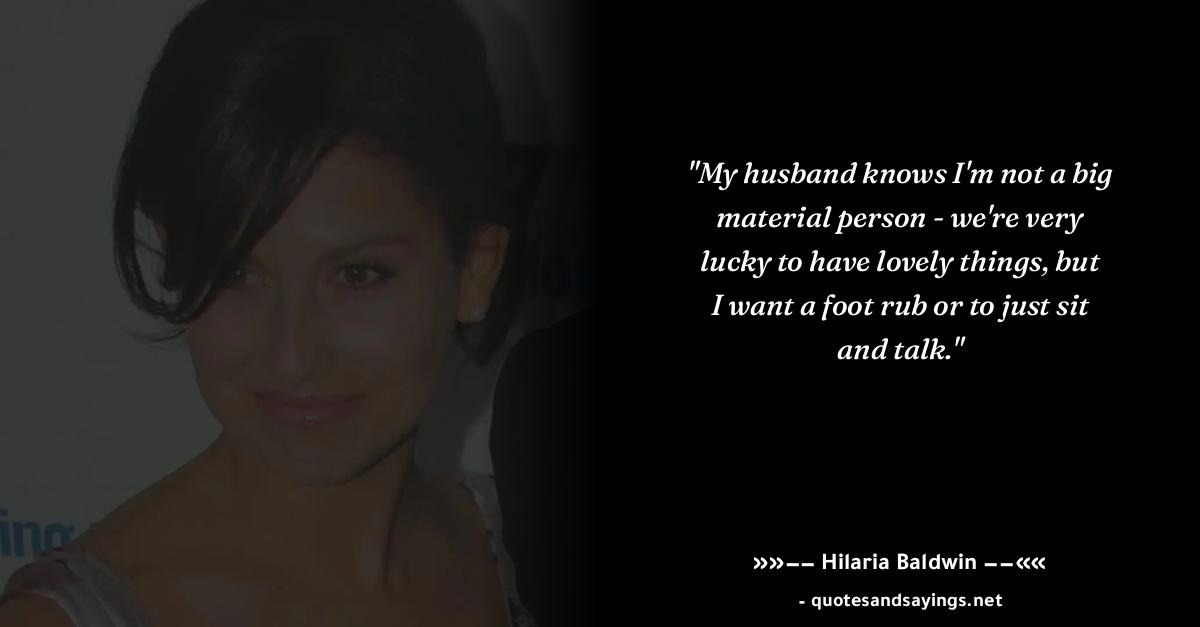 "My husband knows I'm not a big
material person - we're very
lucky to have lovely things, but
I want a foot rub or to just sit
and talk."
ing
»»−− Hilaria Baldwin −−««
- quotesandsayings.net